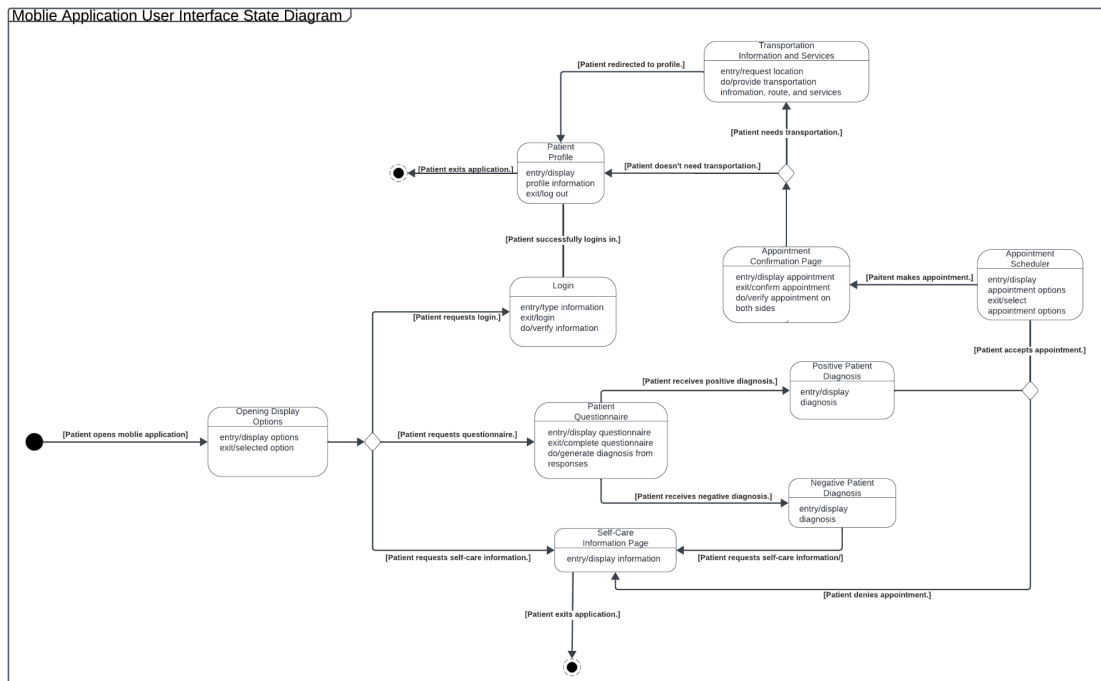 Moblie Application User Interface State Diagram
Transportation
Information and Services
entry/request location
do/provide transportation
infromation, route, and services
[Patient redirected to profile.]
[Patient needs transportation.]
Patient
Profile
entry/display
profile information
exit/log out
[Patient exits application.]
[Patient doesn't need transportation.]
[Patient successfully logins in.]
Appointment
Confirmation Page
entry/display appointment
exit/confirm appointment
do/verify appointment on
both sides
[Paitent makes appointment.]
Appointment
Scheduler
entry/display
appointment options
exit/select
appointment options
Login
entry/type information
exit/login
do/verify information
[Patient requests login.]
[Patient accepts appointment.]
Positive Patient
Diagnosis
entry/display
diagnosis
[Patient receives positive diagnosis.]
Opening Display
Options
entry/display options
exit/selected option
[Patient opens moblie application]
[Patient requests questionnaire.]
Patient
Questionnaire
entry/display questionnaire
exit/complete questionnaire
do/generate diagnosis from
responses
[Patient receives negative diagnosis.]
Negative Patient
Diagnosis
entry/display
diagnosis
Self-Care
Information Page
entry/display information
[Patient requests self-care information.]
[Patient requests self-care information/]
[Patient denies appointment.]
[Patient exits application.]